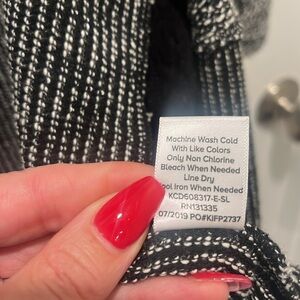 Machine Wash Cold
With Like Colors
Only Non Chlorine
Bleach When Needed
Line Dry
ool Iron When Needed
KCD608317-E-SL
RN131335
07/2019 PO#KIFP2737